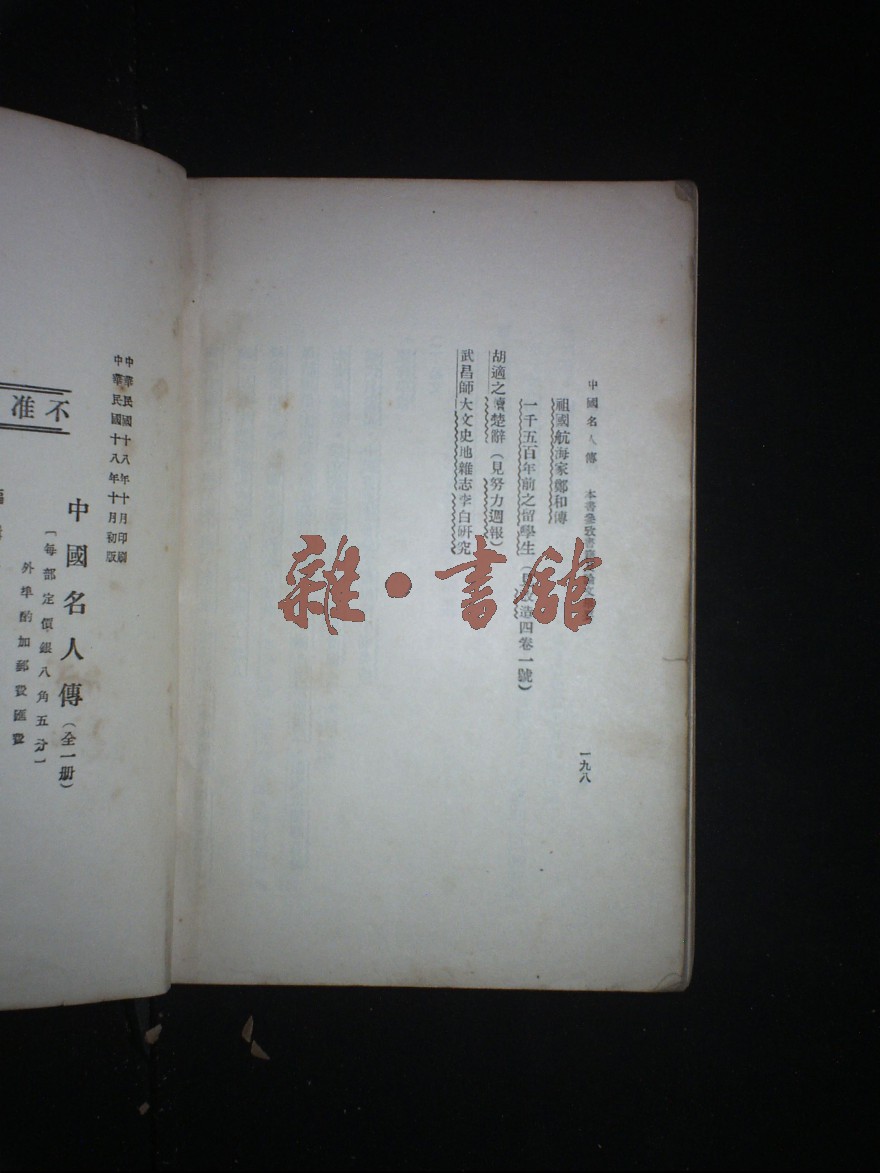 中國名人傳　本書參攷書
祖國航海家鄭和傳
一千五百年前之留學生（見改造四卷一號）
胡適之讀楚辭（見努力週報）
武昌師大文史地雜志李白研究
一九八
中華民國十八年十月印刷
中華民國十八年十月初版
不准
中國名人傳（全一册）
〔每部定價銀八角五分〕
外埠酌加郵費匯費
雜·書館